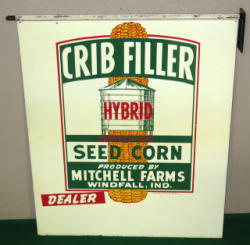 CRIB FILLER
HYBRID
SEED CORN
PRODUCED BY
MITCHELL FARMS
WINDFALL, IND.
DEALER